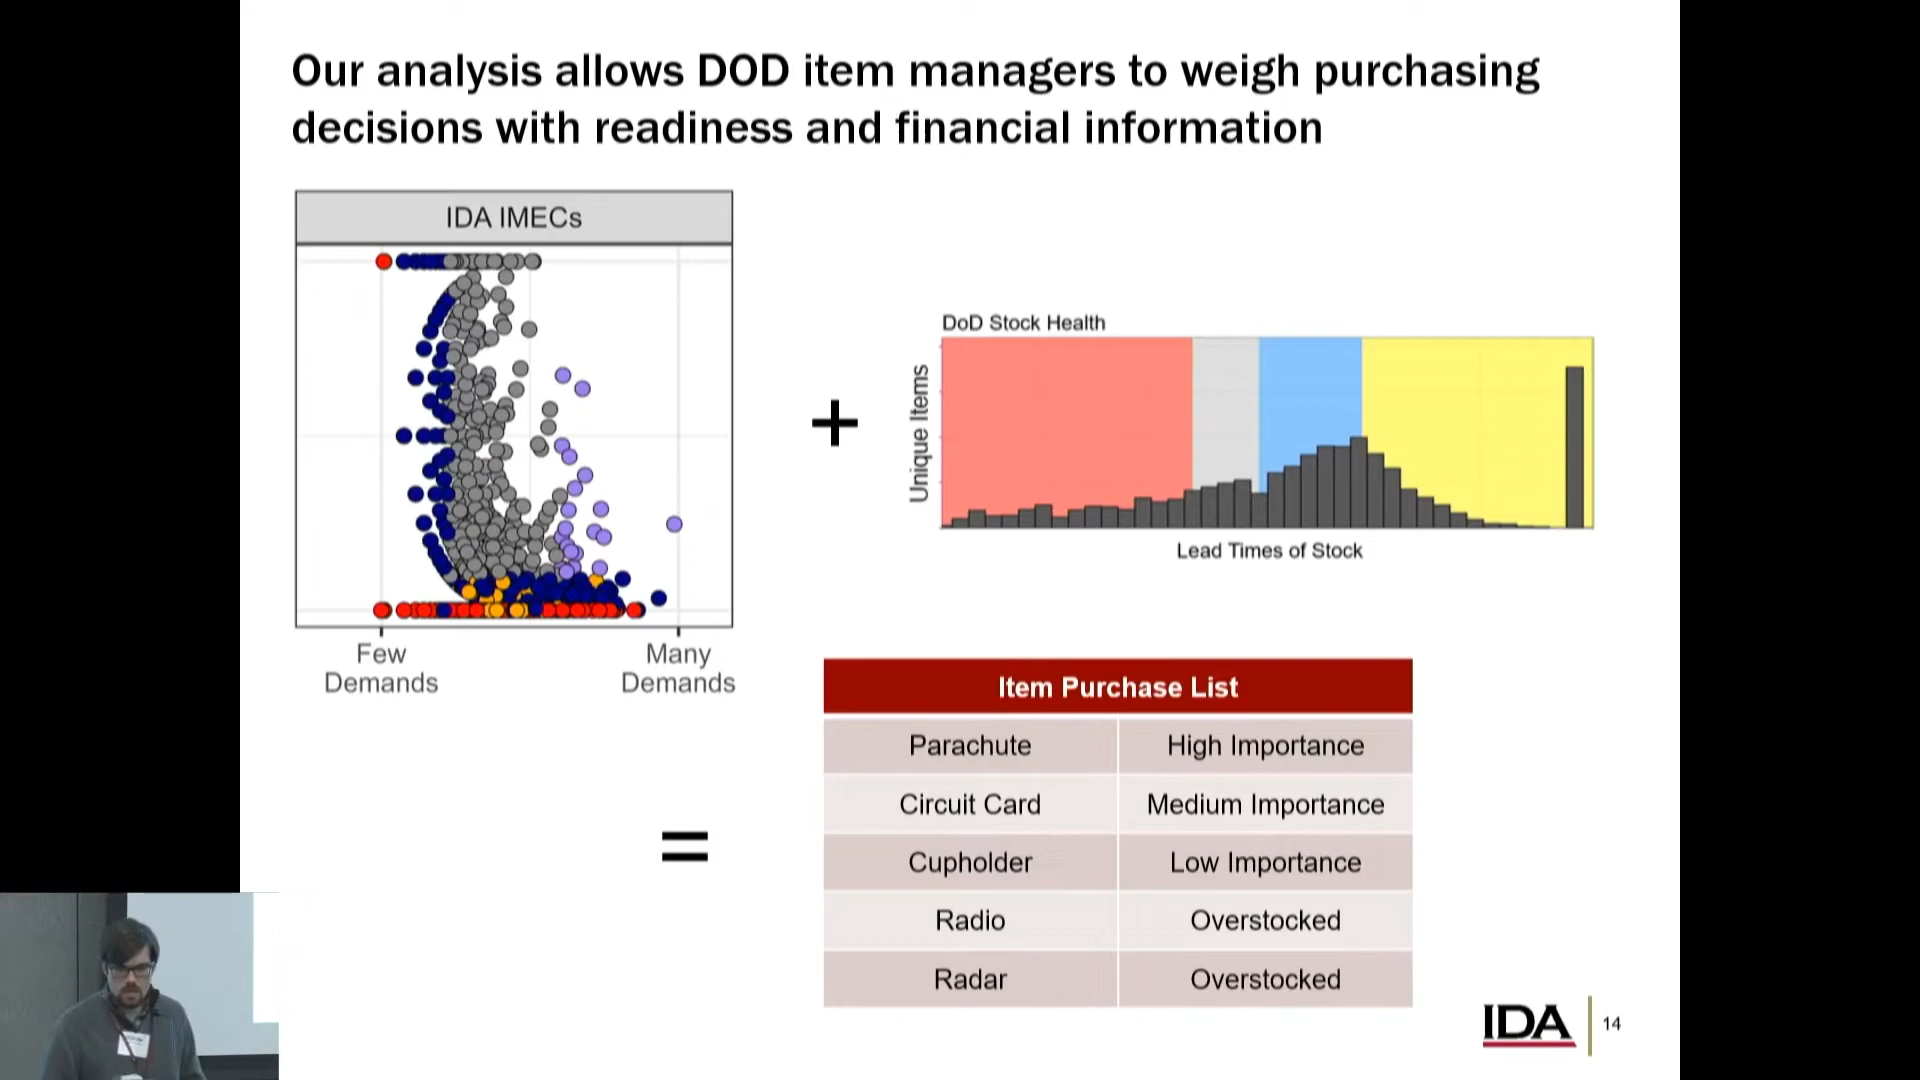 Our analysis allows DOD item managers to weigh purchasing
decisions with readiness and financial information
IDA IMECs
Few
Demands
Many
Demands
+
DoD Stock Health
Unique Items
Lead Times of Stock
=
Item Purchase List
Parachute High Importance
Circuit Card Medium Importance
Cupholder Low Importance
Radio Overstocked
Radar Overstocked
IDA 14